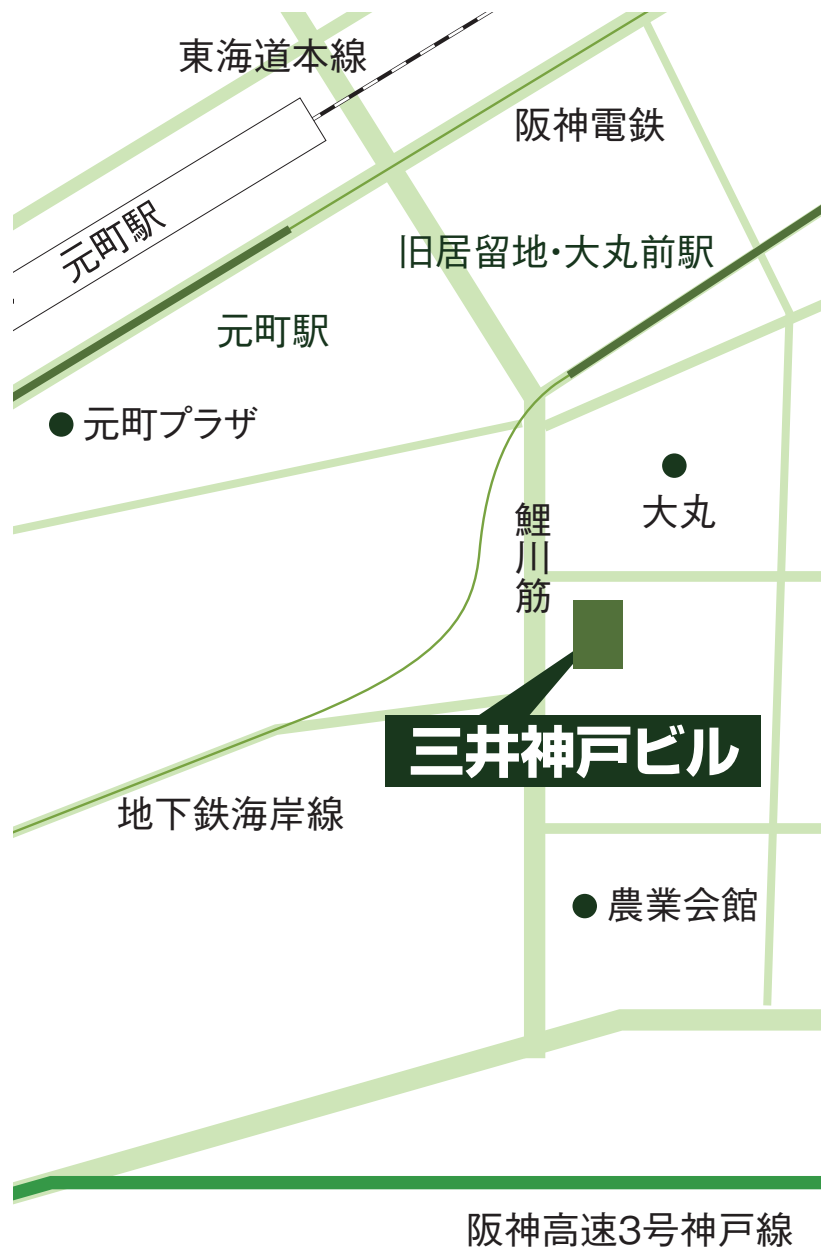 東海道本線
阪神電鉄
元町駅
旧居留地・大丸前駅
元町駅
元町プラザ
大丸
鯉川筋
三井神戸ビル
地下鉄海岸線
農業会館
阪神高速3号神戸線